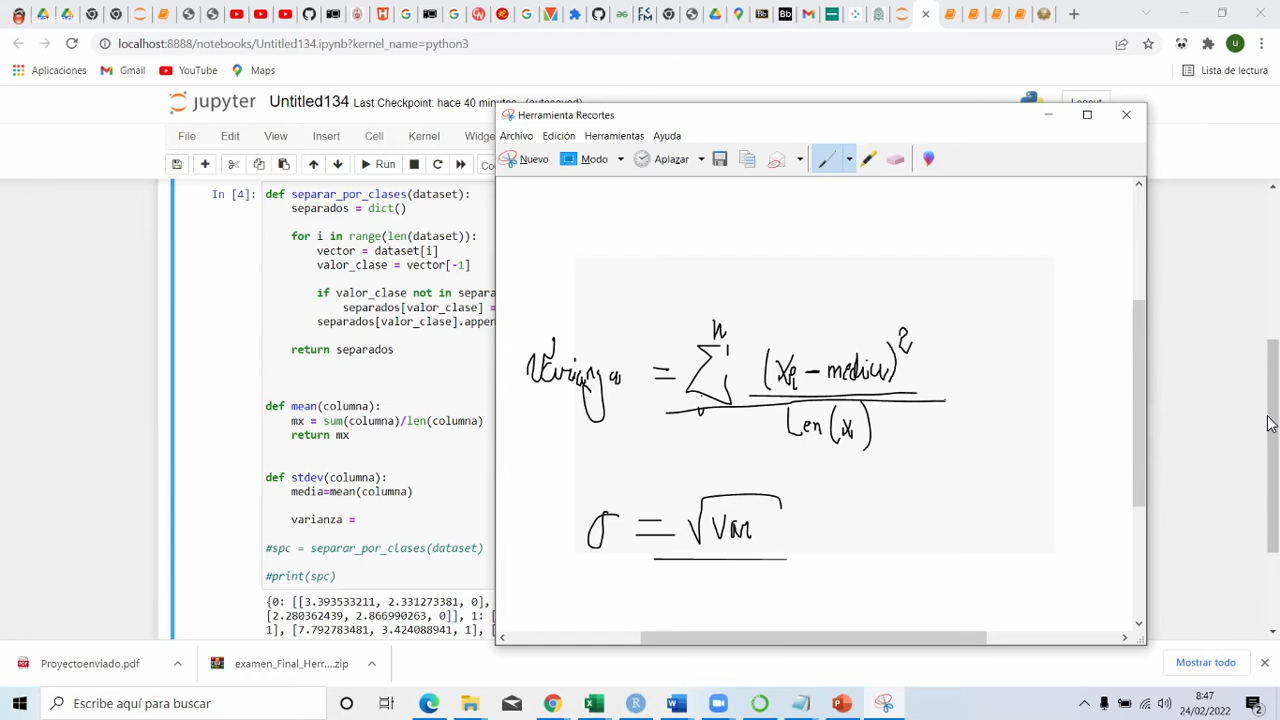 localhost:8888/notebooks/Untitled134.ipynb?kernel_name=python3
Aplicaciones
Gmail
YouTube
Maps
Lista de lectura
jupyter Untitled134 Last Checkpoint: hace 40 minutos (autosaved)
File Edit View Insert Cell Kernel
Run
In [4]:
def separar_por_clases(dataset):
separados = dict()
for i in range(len(dataset)):
vector = dataset[i]
valor_clase = vector[-1]
if valor_clase not in separa
separados[valor_clase] =
separados[valor_clase].appen
return separados
def mean(columna):
mx = sum(columna)/len(columna)
return mx
def stdev(columna):
media=mean(columna)
varianza =
#spc = separar_por_clases(dataset)
#print(spc)
{0: [[3.393533211, 2.331273381, 0],
[2.280362439, 2.866990263, 0]], 1: [
1], [7.792783481, 3.424088941, 1],
Herramienta Recortes
Archivo Edición Herramientas Ayuda
Nuevo Modo Aplazar
n
Varianza = ∑ (xi - media)²
Len(x)
σ = √Var
Proyectoenviado.pdf
examen_Final_Herr....zip
Mostrar todo
Escribe aquí para buscar
8:47
24/02/2022
2